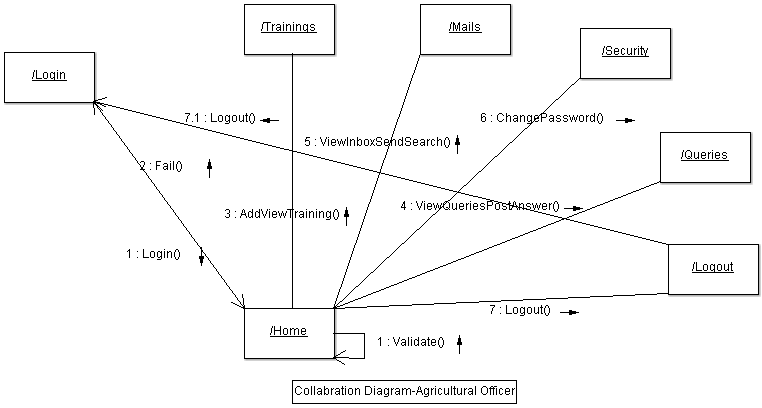 /Trainings
/Mails
/Security
/Login
7.1 : Logout()
6 : ChangePassword()
5 : ViewInboxSendSearch()
/Queries
2 : Fail()
3 : AddViewTraining()
4 : ViewQueriesPostAnswer()
1 : Login()
/Logout
7 : Logout()
/Home
1 : Validate()
Collabration Diagram-Agricultural Officer